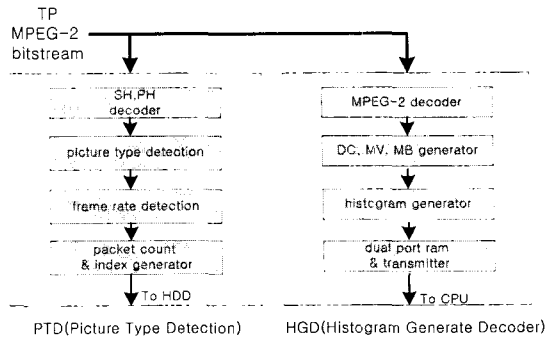 TP
MPEG-2
bitstream
SH,PH
decoder
picture type detection
frame rate detection
packet count
& index generator
To HDD
PTD(Picture Type Detection)
MPEG-2 decoder
DC, MV, MB generator
histogram generator
dual port ram
& transmitter
To CPU
HGD(Histogram Generate Decoder)